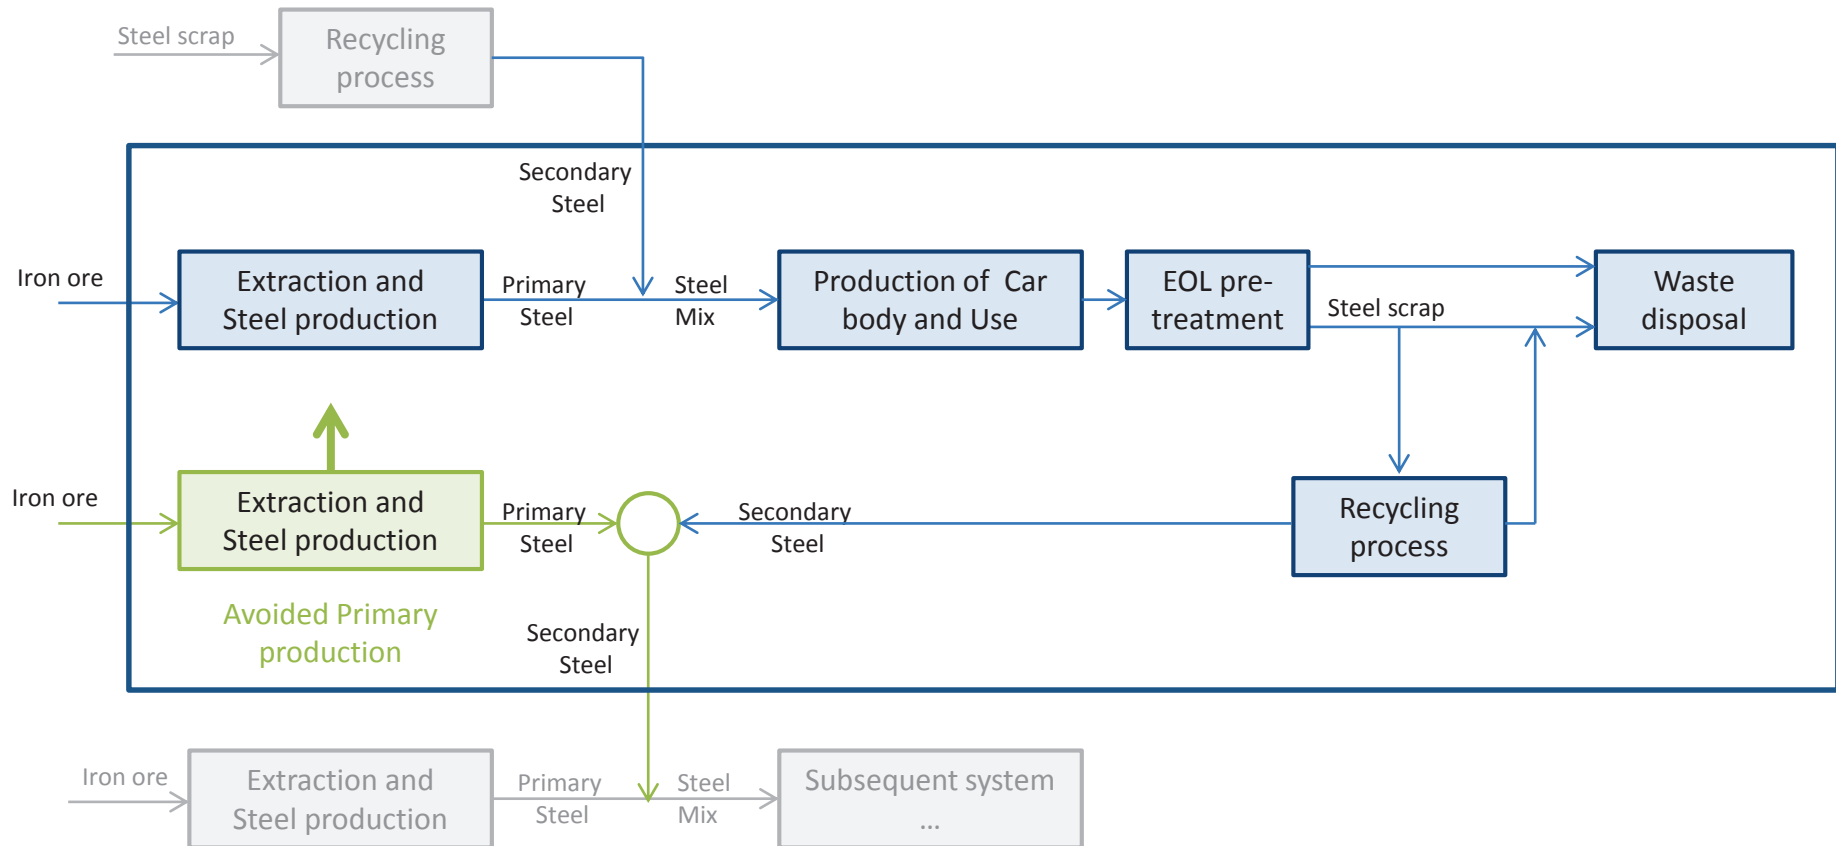 Steel scrap
Recycling
process
Secondary
Steel
Iron ore
Extraction and
Steel production
Primary
Steel
Steel
Mix
Production of Car
body and Use
EOL pre-
treatment
Steel scrap
Waste
disposal
Iron ore
Extraction and
Steel production
Primary
Steel
Secondary
Steel
Recycling
process
Avoided Primary
production
Secondary
Steel
Iron ore
Extraction and
Steel production
Primary
Steel
Steel
Mix
Subsequent system
...